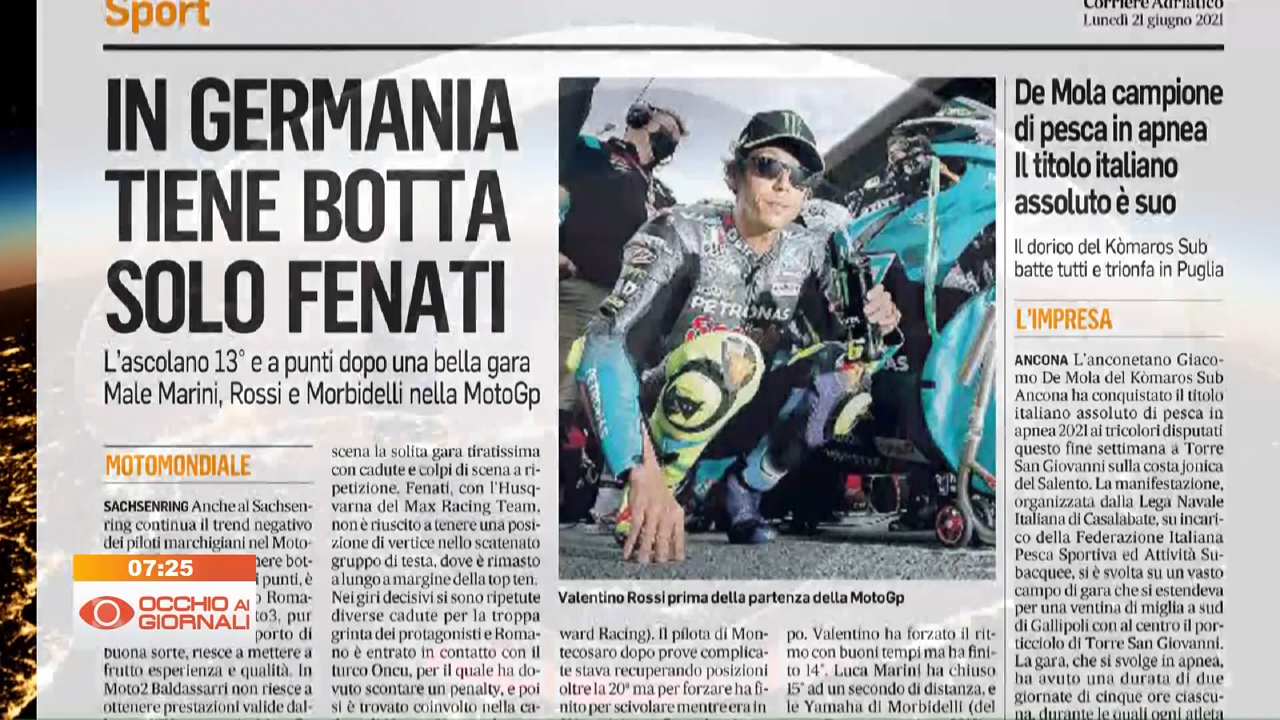 Sport
Corriere Adriatico
Lunedì 21 giugno 2021
IN GERMANIA
TIENE BOTTA
SOLO FENATI
L'ascolano 13° e a punti dopo una bella gara
Male Marini, Rossi e Morbidelli nella MotoGp
MOTOMONDIALE
SACHSENRING Anche al Sachsen-
ring continua il trend negativo
dei piloti marchigiani nel Moto-
nere bot-
i punti, è
o Roma-
to3, pur
porto di
buona sorte, riesce a mettere a
frutto esperienza e qualità. In
Moto2 Baldassarri non riesce a
ottenere prestazioni valide dal-
scena la solita gara tiratissima
con cadute e colpi di scena a ri-
petizione. Fenati, con l'Husq-
varna del Max Racing Team,
non è riuscito a tenere una posi-
zione di vertice nello scatenato
gruppo di testa, dove è rimasto
a lungo a margine della top ten.
Nei giri decisivi si sono ripetute
diverse cadute per la troppa
grinta dei protagonisti e Roma-
no è entrato in contatto con il
turco Oncu, per il quale ha do-
vuto scontare un penalty, e poi
si è trovato coinvolto nella ca-
PETRONAS
Valentino Rossi prima della partenza della MotoGp
ward Racing). Il pilota di Mon-
tecosaro dopo prove complica-
te stava recuperando posizioni
oltre la 20ª ma per forzare ha fi-
nito per scivolare mentre era in
po. Valentino ha forzato il rit-
mo con buoni tempi ma ha fini-
to 14°. Luca Marini ha chiuso
15° ad un secondo di distanza, e
le Yamaha di Morbidelli (del
De Mola campione
di pesca in apnea
Il titolo italiano
assoluto è suo
Il dorico del Kòmaros Sub
batte tutti e trionfa in Puglia
L'IMPRESA
ANCONA L'anconetano Giaco-
mo De Mola del Kòmaros Sub
Ancona ha conquistato il titolo
italiano assoluto di pesca in
apnea 2021 ai tricolori disputati
questo fine settimana a Torre
San Giovanni sulla costa jonica
del Salento. La manifestazione,
organizzata dalla Lega Navale
Italiana di Casalabate, su incari-
co della Federazione Italiana
Pesca Sportiva ed Attività Su-
bacquee, si è svolta su un vasto
campo di gara che si estendeva
per una ventina di miglia a sud
di Gallipoli con al centro il por-
ticciolo di Torre San Giovanni.
La gara, che si svolge in apnea,
ha avuto una durata di due
giornate di cinque ore ciascu-
na, durante le quali ogni atleta
07:25
OCCHIO AI
GIORNALI